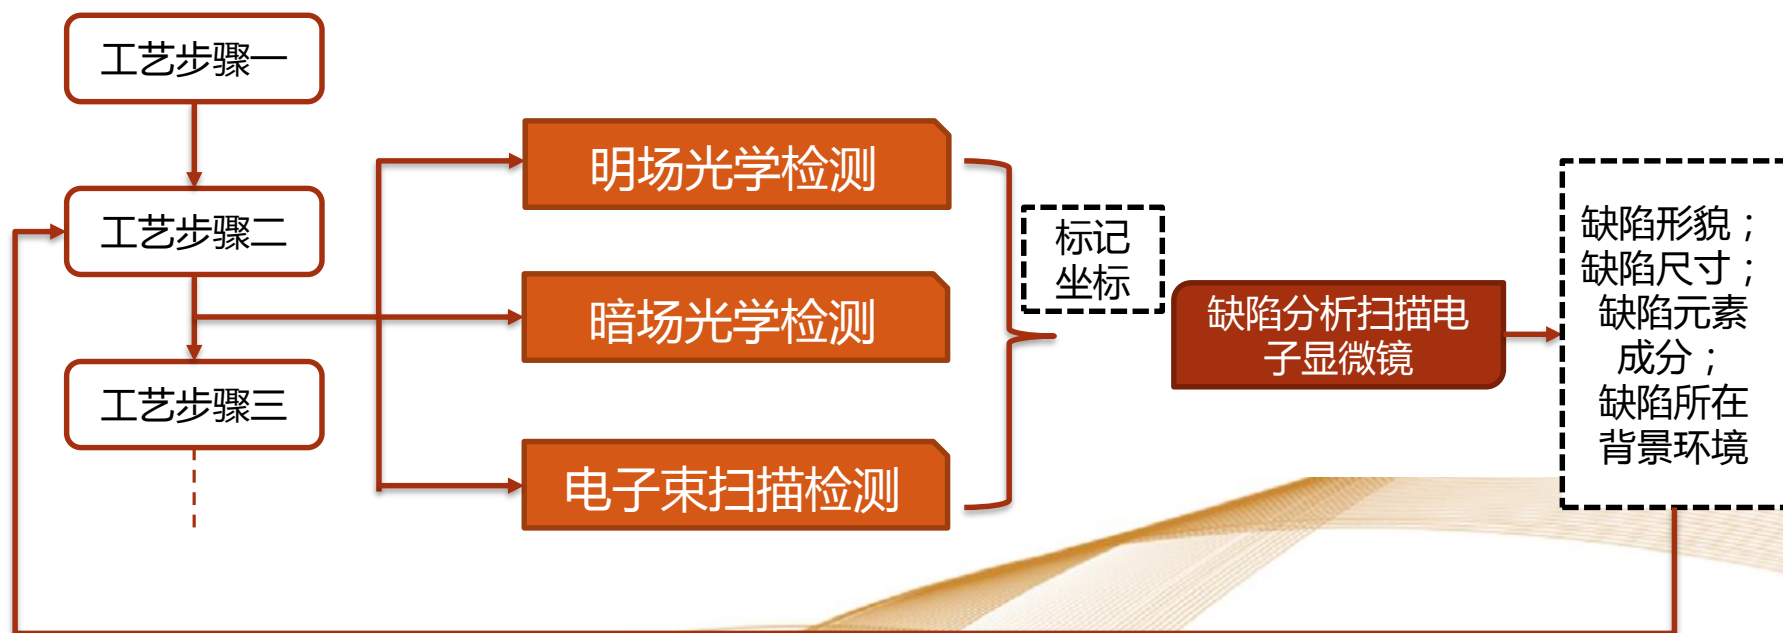 工艺步骤一
工艺步骤二
工艺步骤三
明场光学检测
暗场光学检测
电子束扫描检测
标记
坐标
缺陷分析扫描电
子显微镜
缺陷形貌；
缺陷尺寸；
缺陷元素
成分；
缺陷所在
背景环境